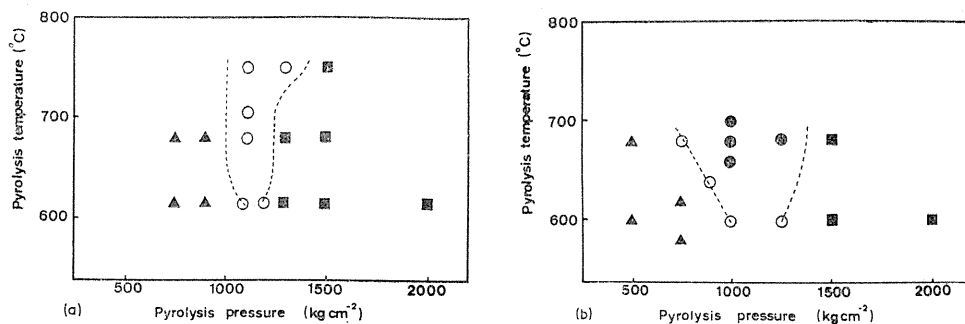 800
700
600
Pyrolysis temperature (°C)
500
1000
1500
2000
(a)
Pyrolysis pressure (kg cm⁻²)
800
700
600
Pyrolysis temperature (°C)
500
1000
1500
2000
(b)
Pyrolysis pressure (kg cm⁻²)